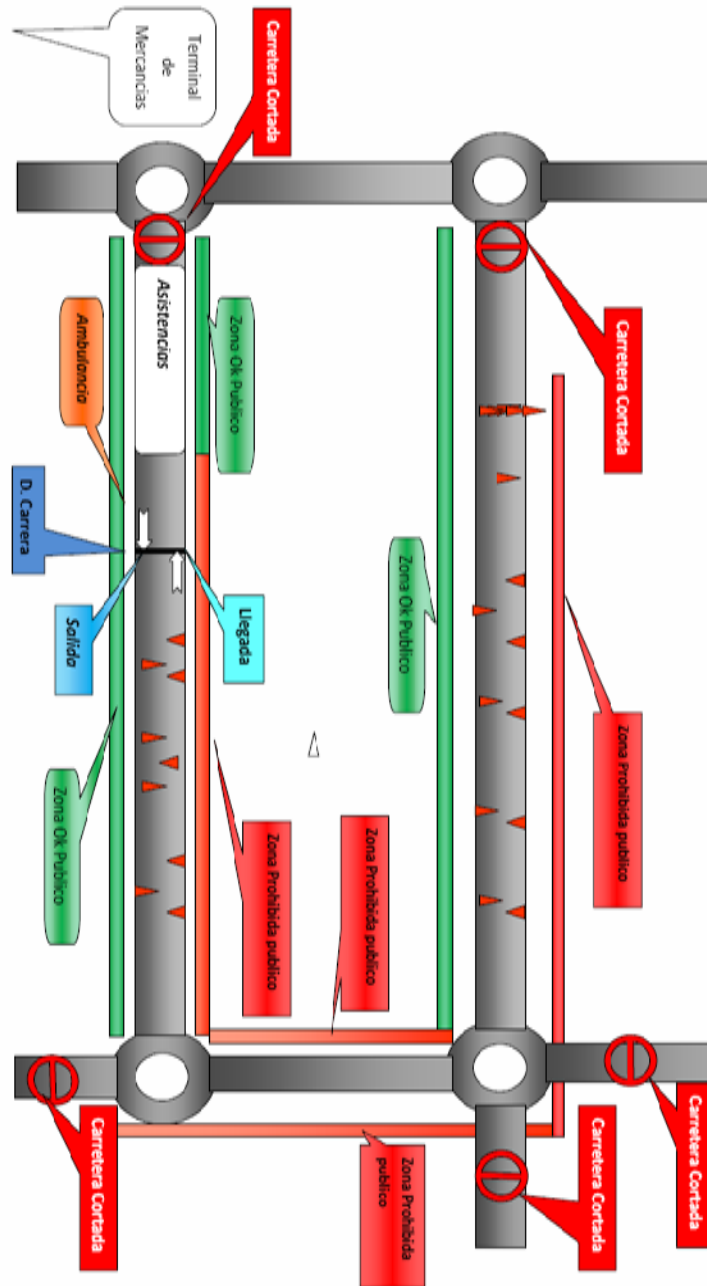 Carretera Cortada
Carretera Cortada
Zona Prohibida publico
Carretera Cortada
Zona Ok Publico
Zona Prohibida
publico
Zona Prohibida publico
Carretera Cortada
Zona Ok Publico
Llegada
Zona Prohibida publico
Terminal
de
Mercancias
Asistencias
Ambulancia
Salida
Zona Ok Publico
Carretera Cortada
D. Carrera